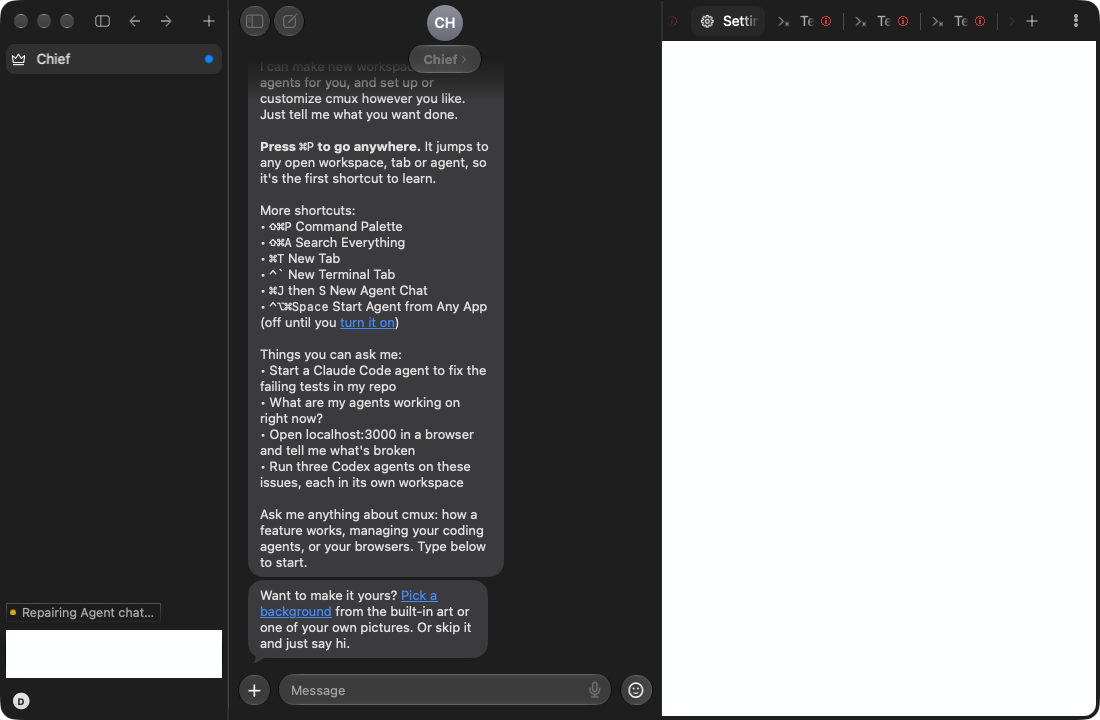 Chief
Repairing Agent chat...
D
CH
Chief ›
I can make new workspac
agents for you, and set up or
customize cmux however you like.
Just tell me what you want done.
Press ⌘P to go anywhere. It jumps to
any open workspace, tab or agent, so
it's the first shortcut to learn.
More shortcuts:
• ⇧⌘P Command Palette
• ⇧⌘A Search Everything
• ⌘T New Tab
• ^` New Terminal Tab
• ⌘J then S New Agent Chat
• ^⌥⌘Space Start Agent from Any App
(off until you turn it on)
Things you can ask me:
• Start a Claude Code agent to fix the
failing tests in my repo
• What are my agents working on
right now?
• Open localhost:3000 in a browser
and tell me what's broken
• Run three Codex agents on these
issues, each in its own workspace
Ask me anything about cmux: how a
feature works, managing your coding
agents, or your browsers. Type below
to start.
Want to make it yours? Pick a
background from the built-in art or
one of your own pictures. Or skip it
and just say hi.
Message
Settin
Te
Te
Te